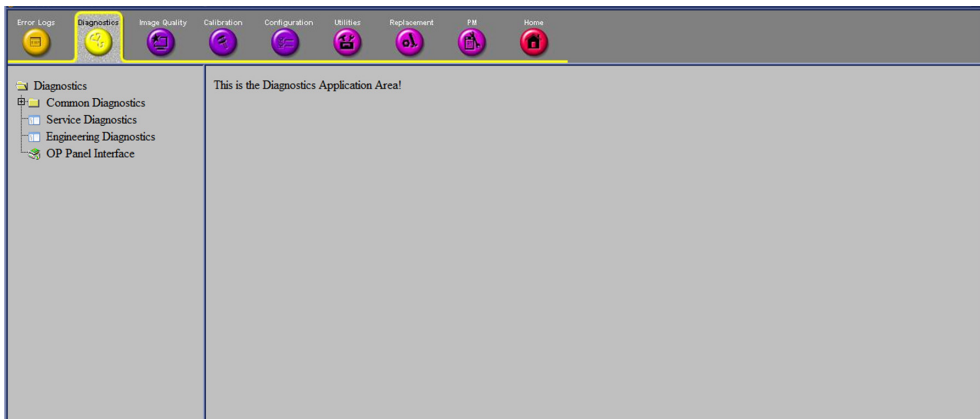 Error Logs
Diagnostics
Image Quality
Calibration
Configuration
Utilities
Replacement
PM
Home
Diagnostics
Common Diagnostics
Service Diagnostics
Engineering Diagnostics
OP Panel Interface
This is the Diagnostics Application Area!